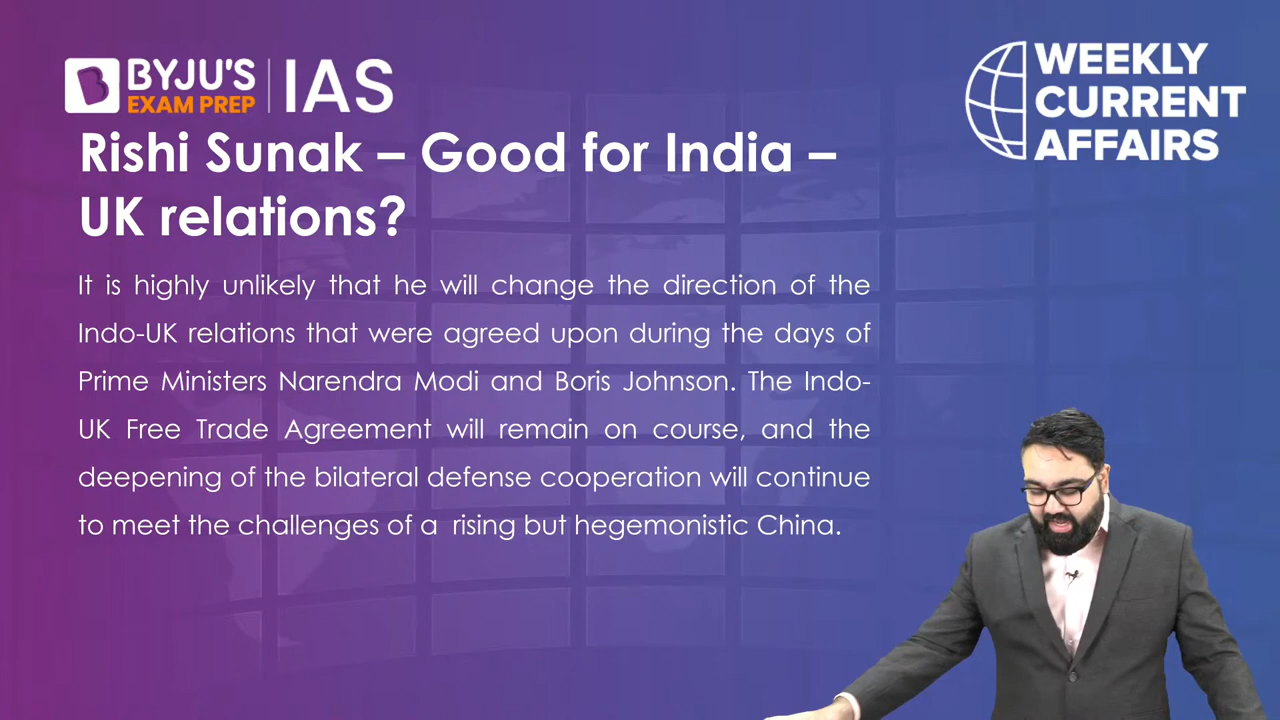 BYJU'S
EXAM PREP
IAS
WEEKLY
CURRENT
AFFAIRS
Rishi Sunak – Good for India –
UK relations?
It is highly unlikely that he will change the direction of the
Indo-UK relations that were agreed upon during the days of
Prime Ministers Narendra Modi and Boris Johnson. The Indo-
UK Free Trade Agreement will remain on course, and the
deepening of the bilateral defense cooperation will continue
to meet the challenges of a  rising but hegemonistic China.